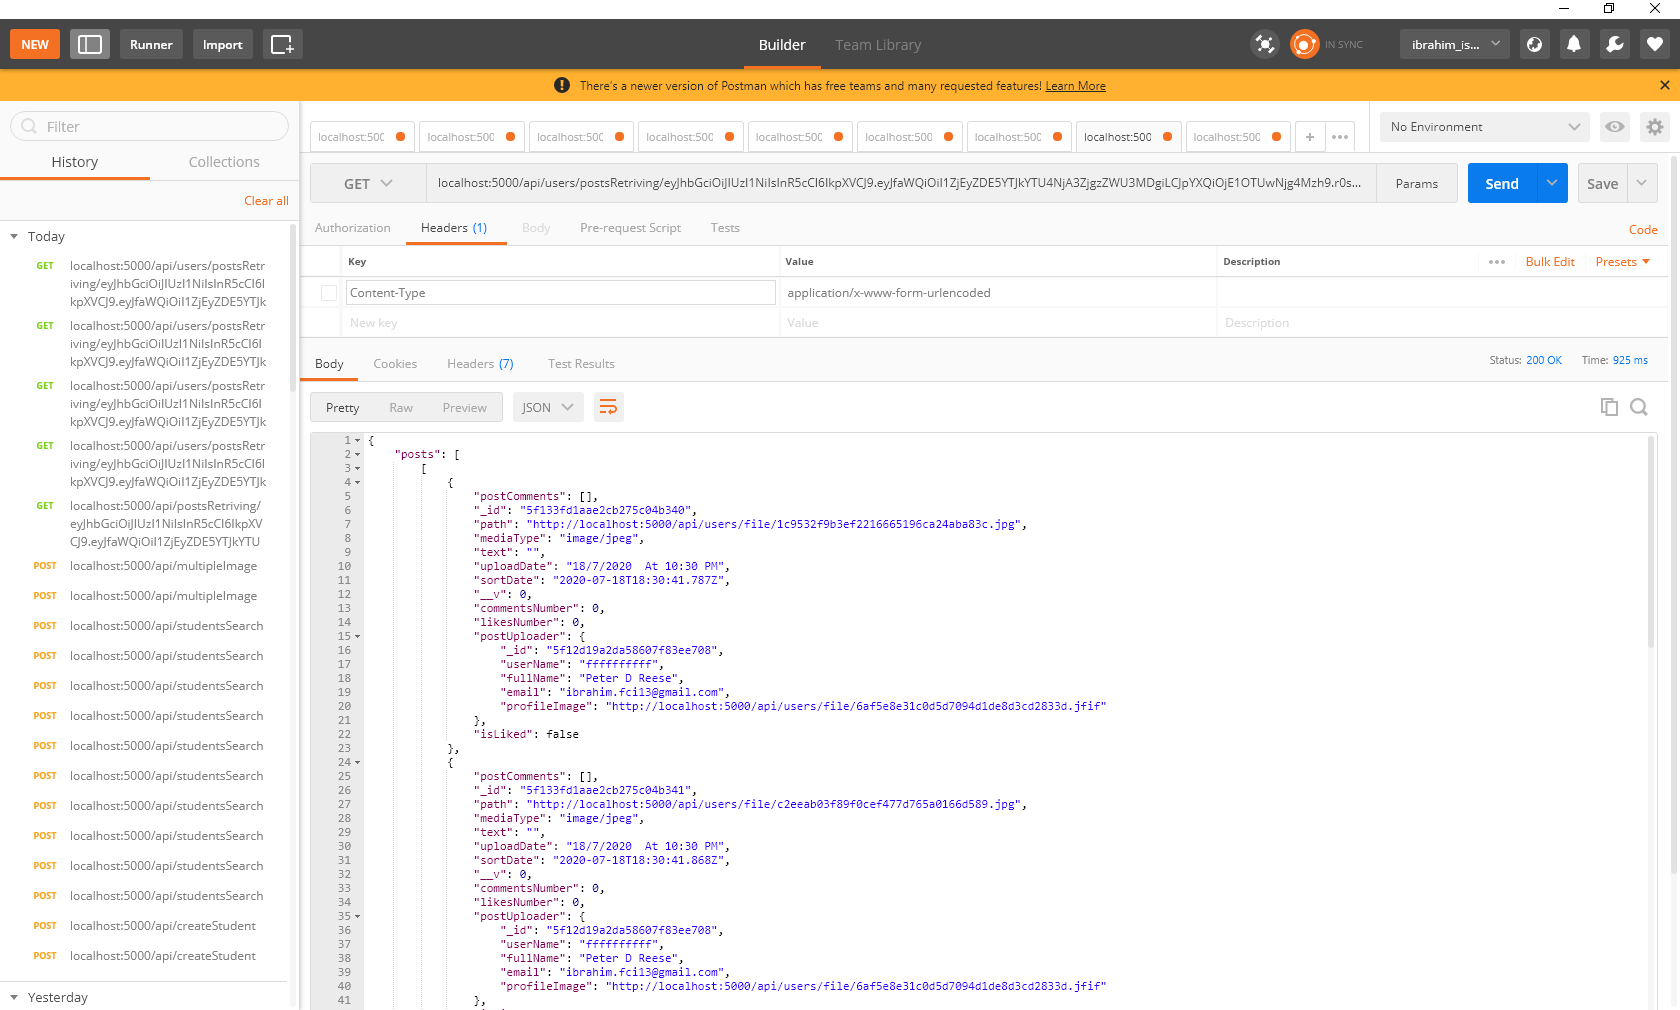 NEW
Runner
Import
Builder
Team Library
IN SYNC
ibrahim_is...
There's a newer version of Postman which has free teams and many requested features! Learn More
Filter
History
Collections
Clear all
Today
GET localhost:5000/api/users/postsRetr
iving/eyJhbGciOiJIUzI1NiIsInR5cCI6I
kpXVCJ9.eyJfaWQiOiI1ZjEyZDE5YTJk
GET localhost:5000/api/users/postsRetr
iving/eyJhbGciOiJIUzI1NiIsInR5cCI6I
kpXVCJ9.eyJfaWQiOiI1ZjEyZDE5YTJk
GET localhost:5000/api/users/postsRetr
iving/eyJhbGciOiJIUzI1NiIsInR5cCI6I
kpXVCJ9.eyJfaWQiOiI1ZjEyZDE5YTJk
GET localhost:5000/api/users/postsRetr
iving/eyJhbGciOiJIUzI1NiIsInR5cCI6I
kpXVCJ9.eyJfaWQiOiI1ZjEyZDE5YTJk
GET localhost:5000/api/postsRetriving/
eyJhbGciOiJIUzI1NiIsInR5cCI6IkpXV
CJ9.eyJfaWQiOiI1ZjEyZDE5YTJkYTU
POST localhost:5000/api/multipleImage
POST localhost:5000/api/multipleImage
POST localhost:5000/api/studentsSearch
POST localhost:5000/api/studentsSearch
POST localhost:5000/api/studentsSearch
POST localhost:5000/api/studentsSearch
POST localhost:5000/api/studentsSearch
POST localhost:5000/api/studentsSearch
POST localhost:5000/api/studentsSearch
POST localhost:5000/api/studentsSearch
POST localhost:5000/api/studentsSearch
POST localhost:5000/api/studentsSearch
POST localhost:5000/api/createStudent
POST localhost:5000/api/createStudent
Yesterday
localhost:500 localhost:500 localhost:500 localhost:500 localhost:500 localhost:500 localhost:500 localhost:500 localhost:500
No Environment
GET
localhost:5000/api/users/postsRetriving/eyJhbGciOiJIUzI1NiIsInR5cCI6IkpXVCJ9.eyJfaWQiOiI1ZjEyZDE5YTJkYTU4NjA3ZjgzZWU3MDgiLCJpYXQiOjE1OTUwNjg4Mzh9.r0s...
Params
Send
Save
Authorization
Headers (1)
Body
Pre-request Script
Tests
Code
Key Value Description
Bulk Edit Presets
Content-Type application/x-www-form-urlencoded
New key Value Description
Body
Cookies
Headers (7)
Test Results
Status: 200 OK Time: 925 ms
Pretty Raw Preview JSON
1 {
2 "posts": [
3 [
4 {
5 "postComments": [],
6 "_id": "5f133fd1aae2cb275c04b340",
7 "path": "http://localhost:5000/api/users/file/1c9532f9b3ef2216665196ca24aba83c.jpg",
8 "mediaType": "image/jpeg",
9 "text": "",
10 "uploadDate": "18/7/2020  At 10:30 PM",
11 "sortDate": "2020-07-18T18:30:41.787Z",
12 "__v": 0,
13 "commentsNumber": 0,
14 "likesNumber": 0,
15 "postUploader": {
16 "_id": "5f12d19a2da58607f83ee708",
17 "userName": "ffffffffff",
18 "fullName": "Peter D Reese",
19 "email": "ibrahim.fci13@gmail.com",
20 "profileImage": "http://localhost:5000/api/users/file/6af5e8e31c0d5d7094d1de8d3cd2833d.jfif"
21 },
22 "isLiked": false
23 },
24 {
25 "postComments": [],
26 "_id": "5f133fd1aae2cb275c04b341",
27 "path": "http://localhost:5000/api/users/file/c2eeab03f89f0cef477d765a0166d589.jpg",
28 "mediaType": "image/jpeg",
29 "text": "",
30 "uploadDate": "18/7/2020  At 10:30 PM",
31 "sortDate": "2020-07-18T18:30:41.868Z",
32 "__v": 0,
33 "commentsNumber": 0,
34 "likesNumber": 0,
35 "postUploader": {
36 "_id": "5f12d19a2da58607f83ee708",
37 "userName": "ffffffffff",
38 "fullName": "Peter D Reese",
39 "email": "ibrahim.fci13@gmail.com",
40 "profileImage": "http://localhost:5000/api/users/file/6af5e8e31c0d5d7094d1de8d3cd2833d.jfif"
41 },